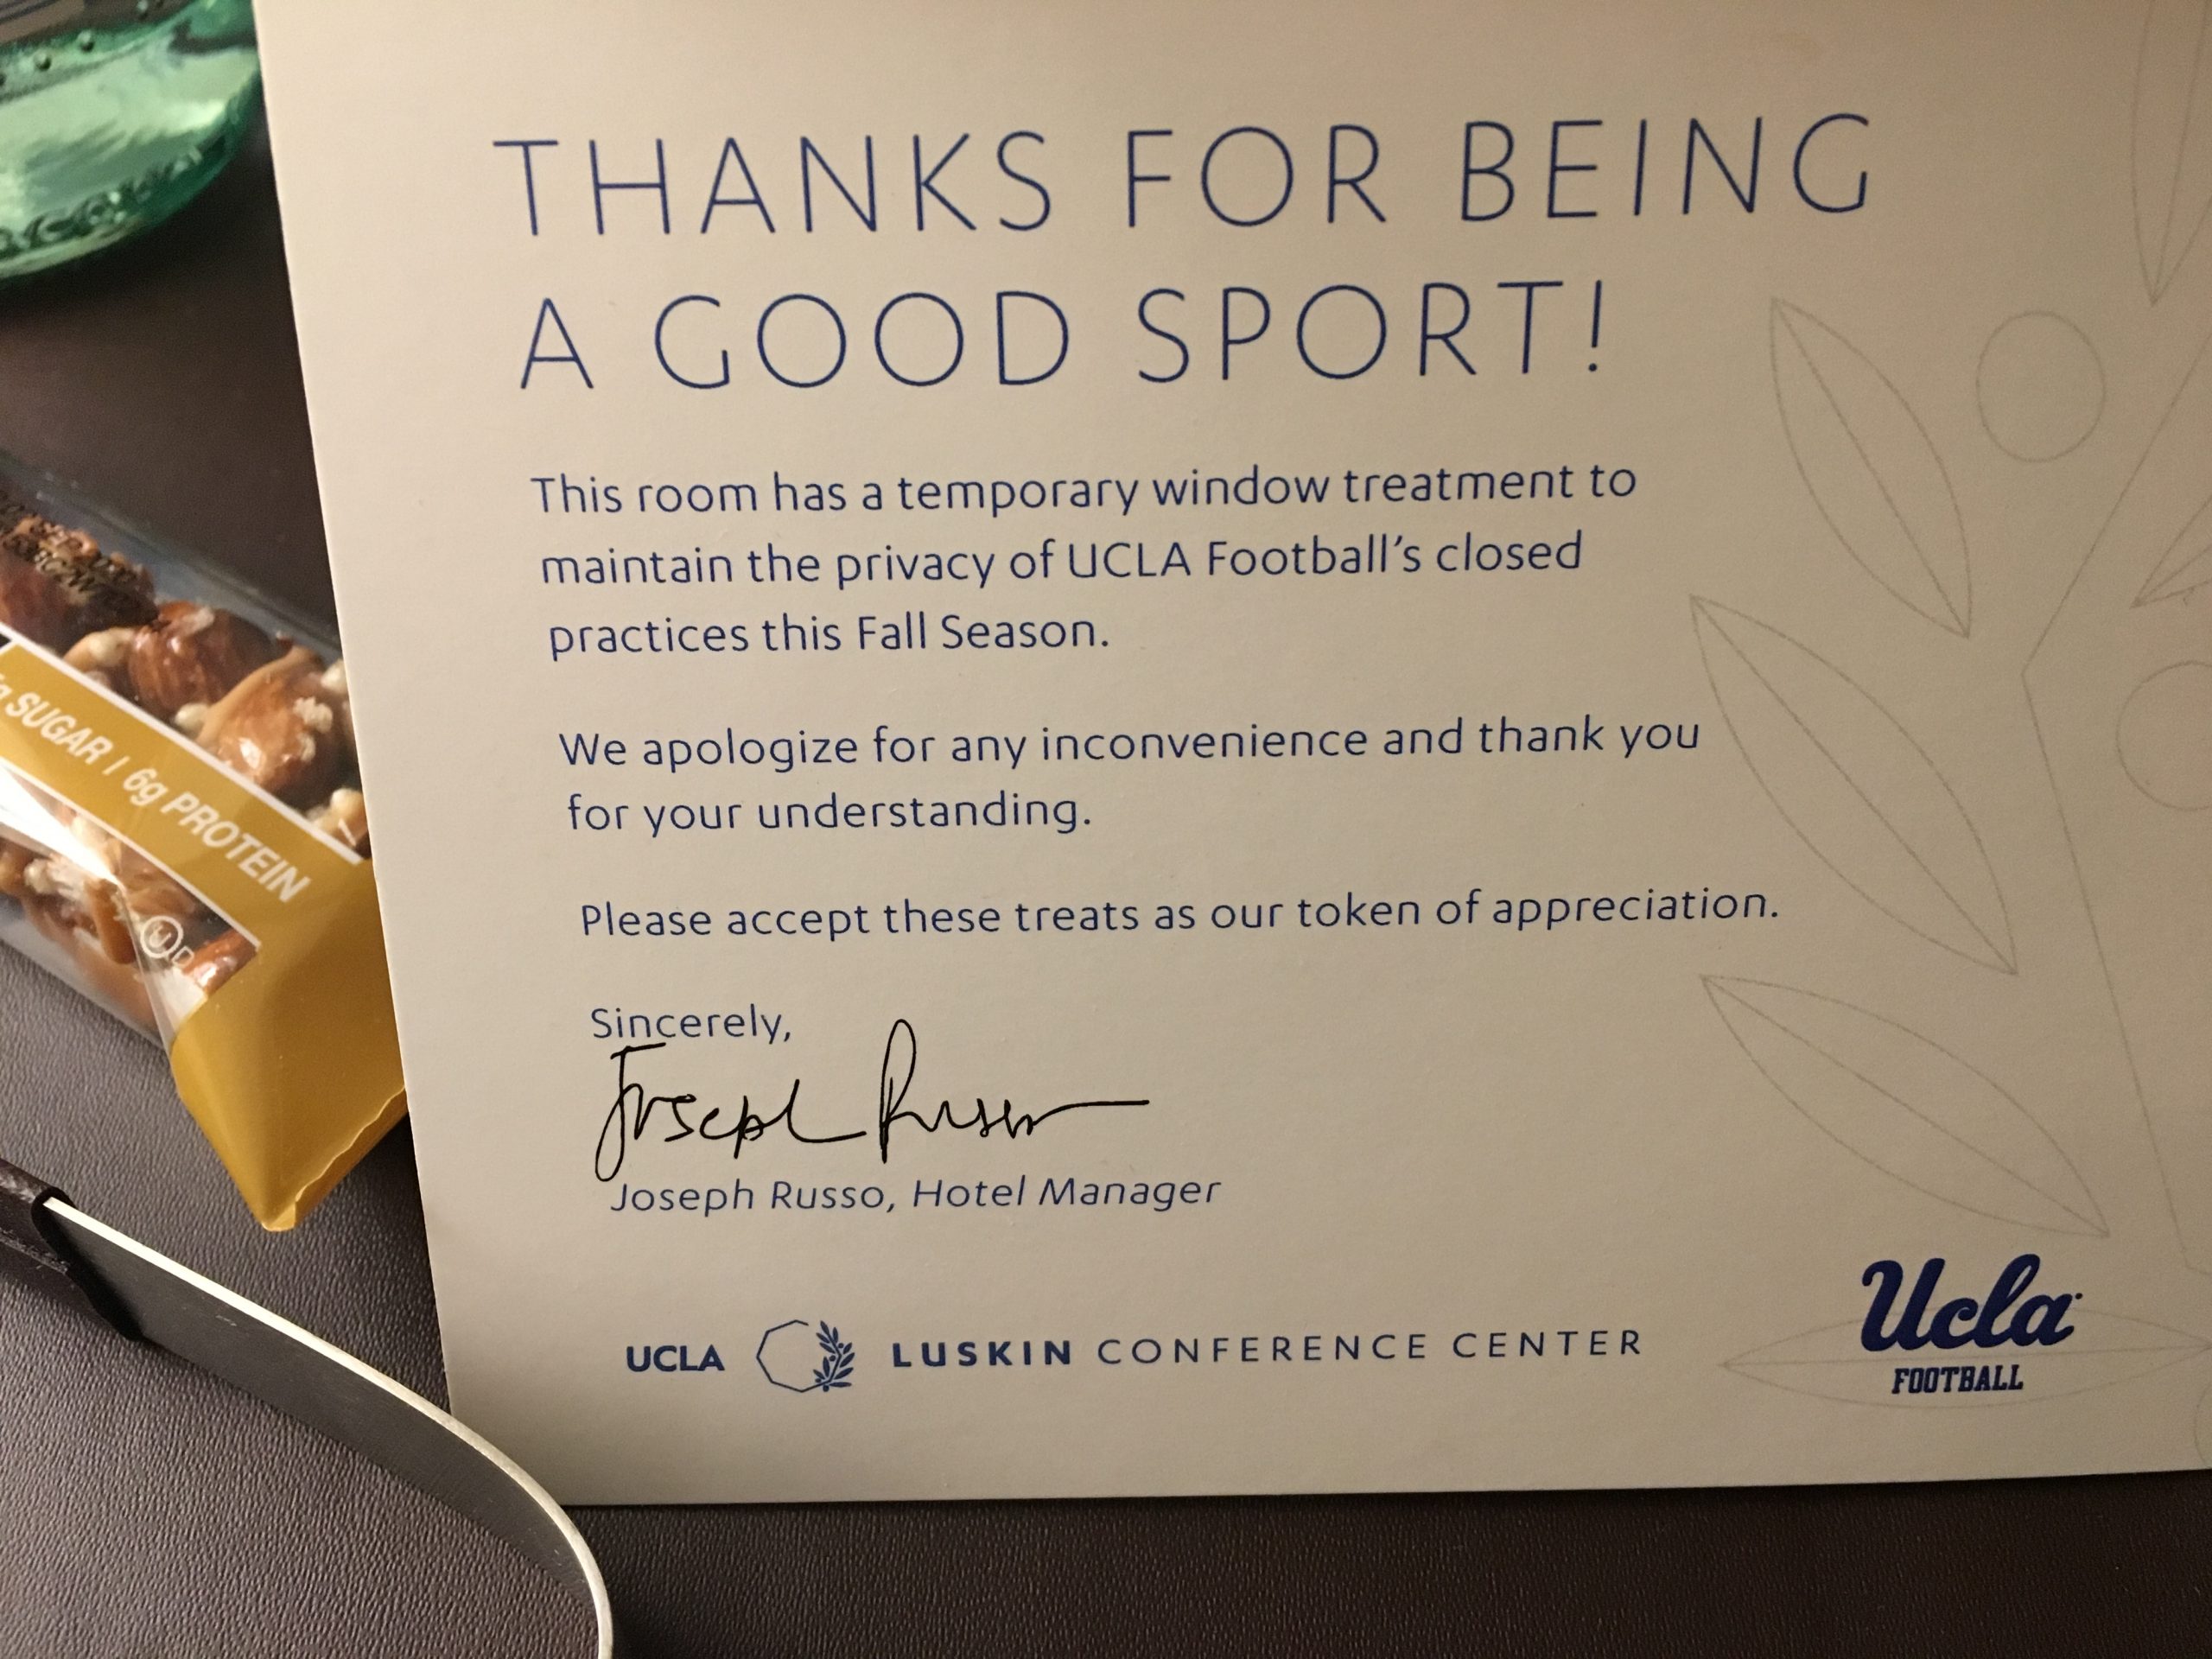 THANKS FOR BEING
A GOOD SPORT!
This room has a temporary window treatment to
maintain the privacy of UCLA Football's closed
practices this Fall Season.
We apologize for any inconvenience and thank you
for your understanding.
Please accept these treats as our token of appreciation.
Sincerely,
Joseph Russo
Joseph Russo, Hotel Manager
UCLA LUSKIN CONFERENCE CENTER
Ucla
FOOTBALL
g SUGAR | 6g PROTEIN
U D